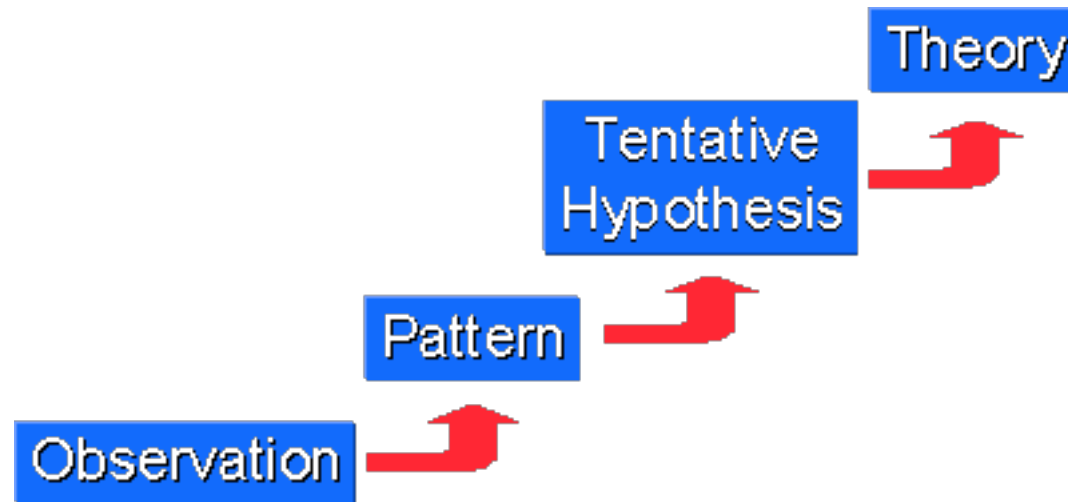 Theory
Tentative
Hypothesis
Pattern
Observation